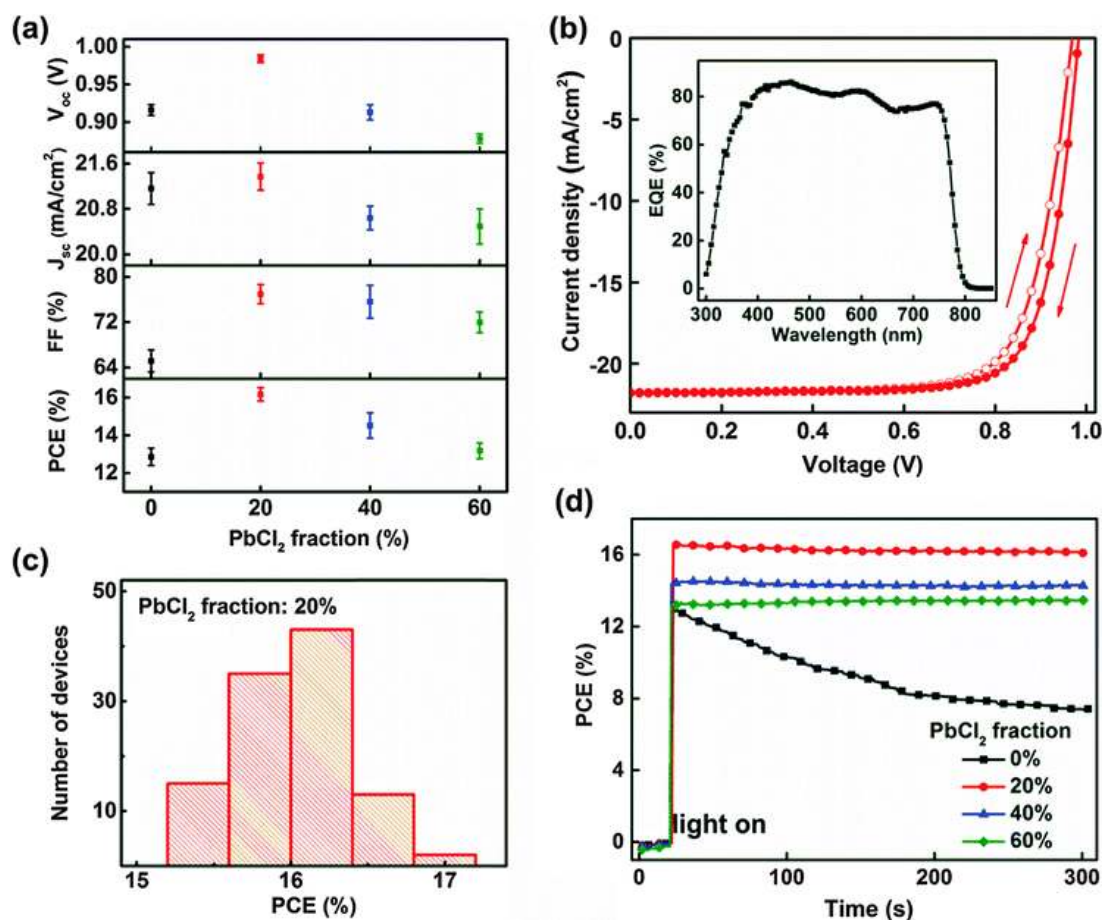 (a)
V_oc (V)
1.00
0.95
0.90
J_sc (mA/cm²)
21.6
20.8
20.0
FF (%)
80
72
64
PCE (%)
16
14
12
0 20 40 60
PbCl₂ fraction (%)
(b)
Current density (mA/cm²)
0
-5
-10
-15
-20
0.0 0.2 0.4 0.6 0.8 1.0
Voltage (V)
EQE (%)
80
60
40
20
0
300 400 500 600 700 800
Wavelength (nm)
(c)
PbCl₂ fraction: 20%
Number of devices
50
30
10
15 16 17
PCE (%)
(d)
PCE (%)
16
12
8
4
0
light on
PbCl₂ fraction
0%
20%
40%
60%
0 100 200 300
Time (s)